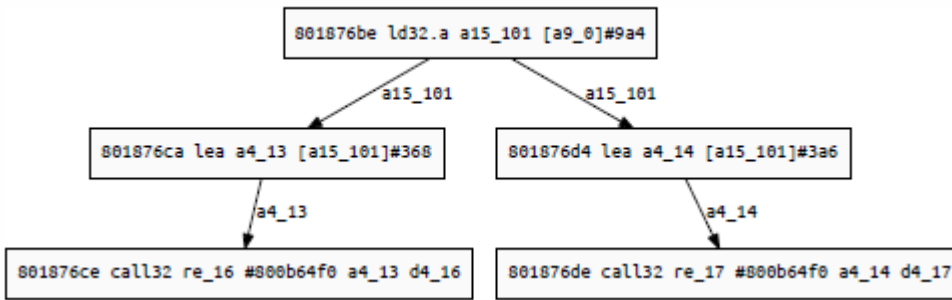 801876be ld32.a a15_101 [a9_0]#9a4
a15_101
a15_101
801876ca lea a4_13 [a15_101]#368
801876d4 lea a4_14 [a15_101]#3a6
a4_13
a4_14
801876ce call32 re_16 #800b64f0 a4_13 d4_16
801876de call32 re_17 #800b64f0 a4_14 d4_17